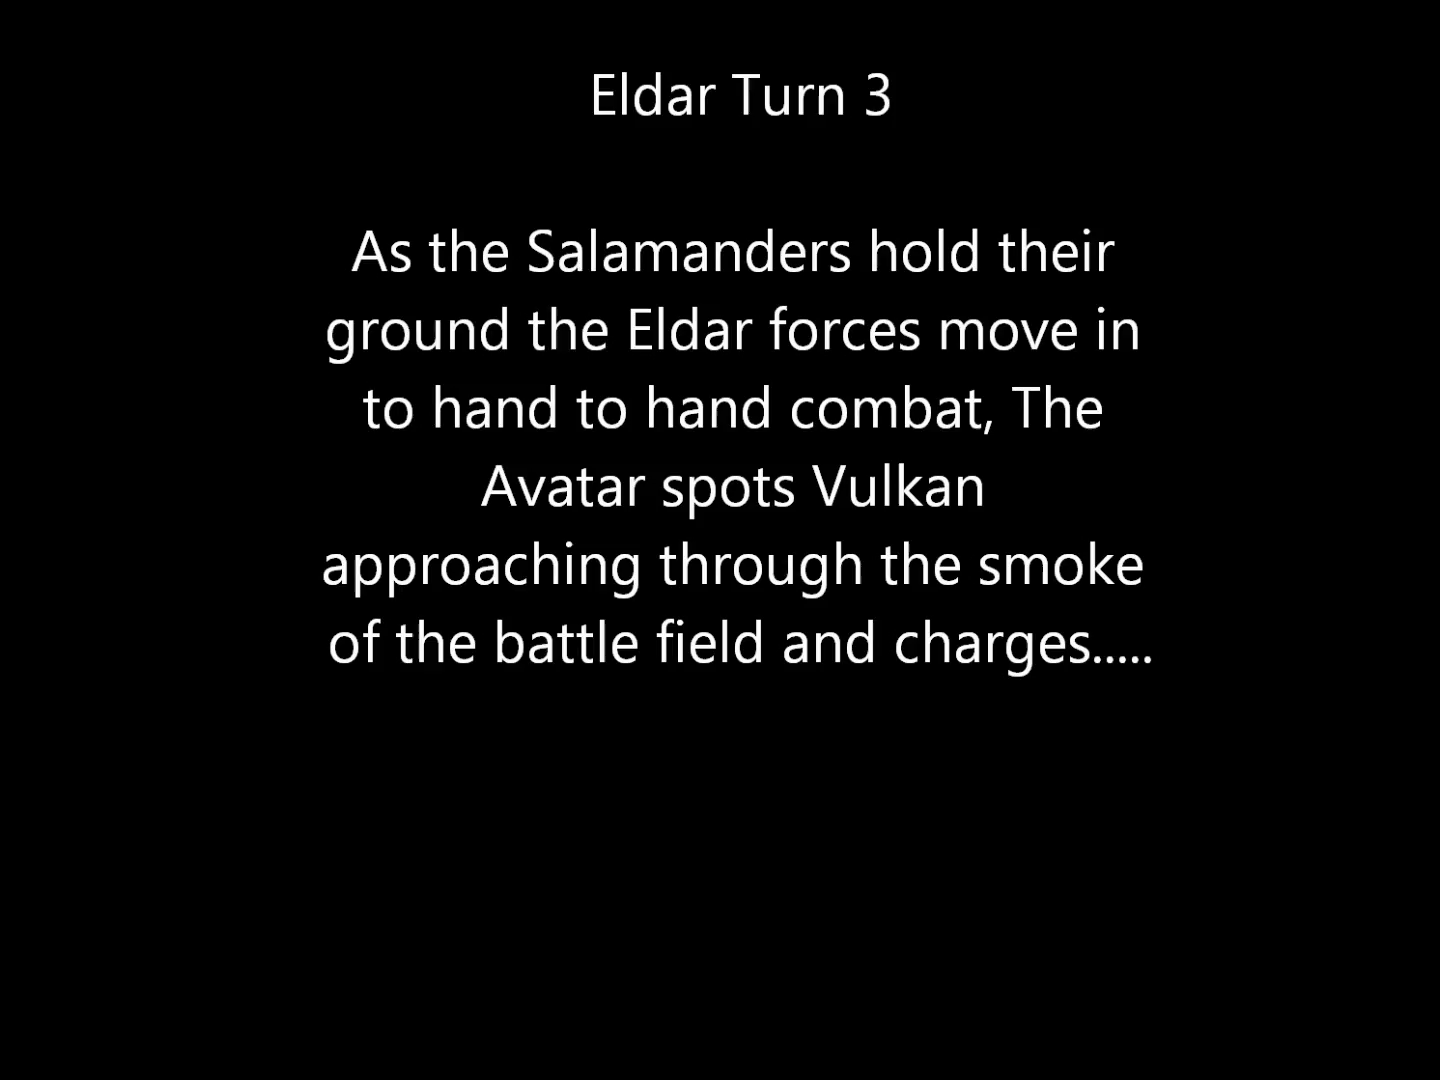 Eldar Turn 3
As the Salamanders hold their
ground the Eldar forces move in
to hand to hand combat, The
Avatar spots Vulkan
approaching through the smoke
of the battle field and charges.....